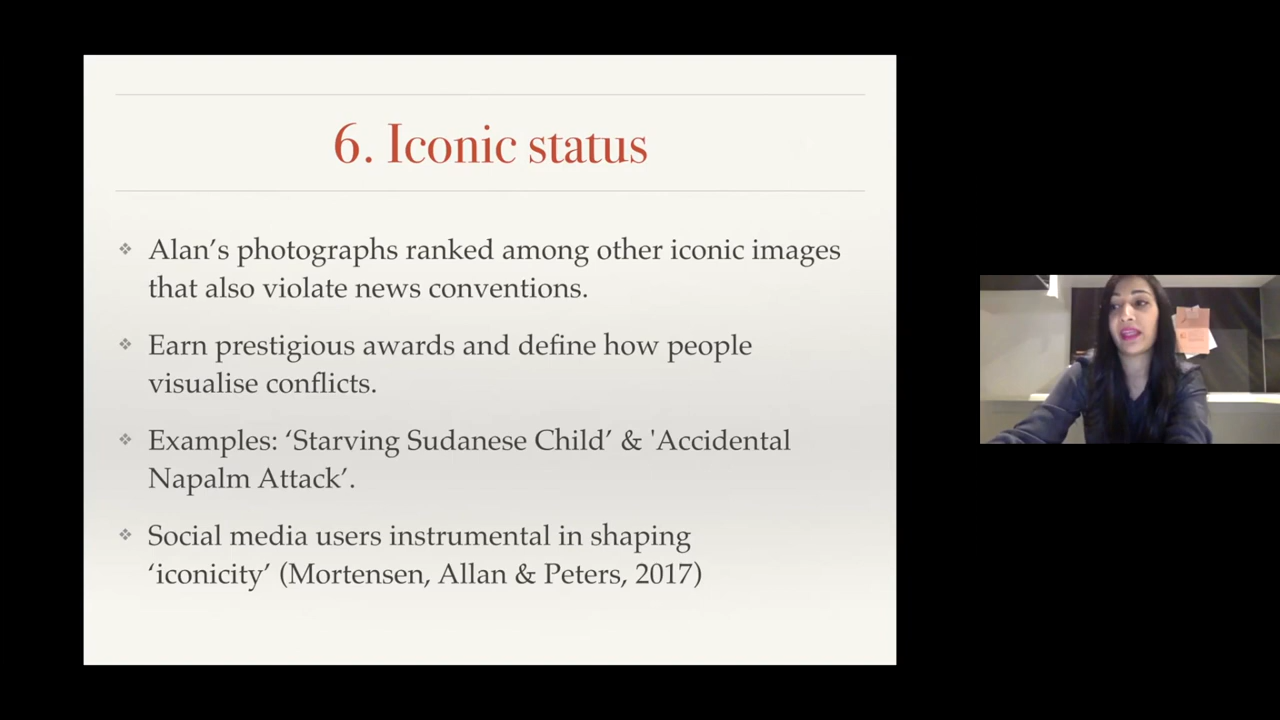 6. Iconic status
Alan’s photographs ranked among other iconic images
that also violate news conventions.
Earn prestigious awards and define how people
visualise conflicts.
Examples: ‘Starving Sudanese Child’ & 'Accidental
Napalm Attack’.
Social media users instrumental in shaping
‘iconicity’ (Mortensen, Allan & Peters, 2017)